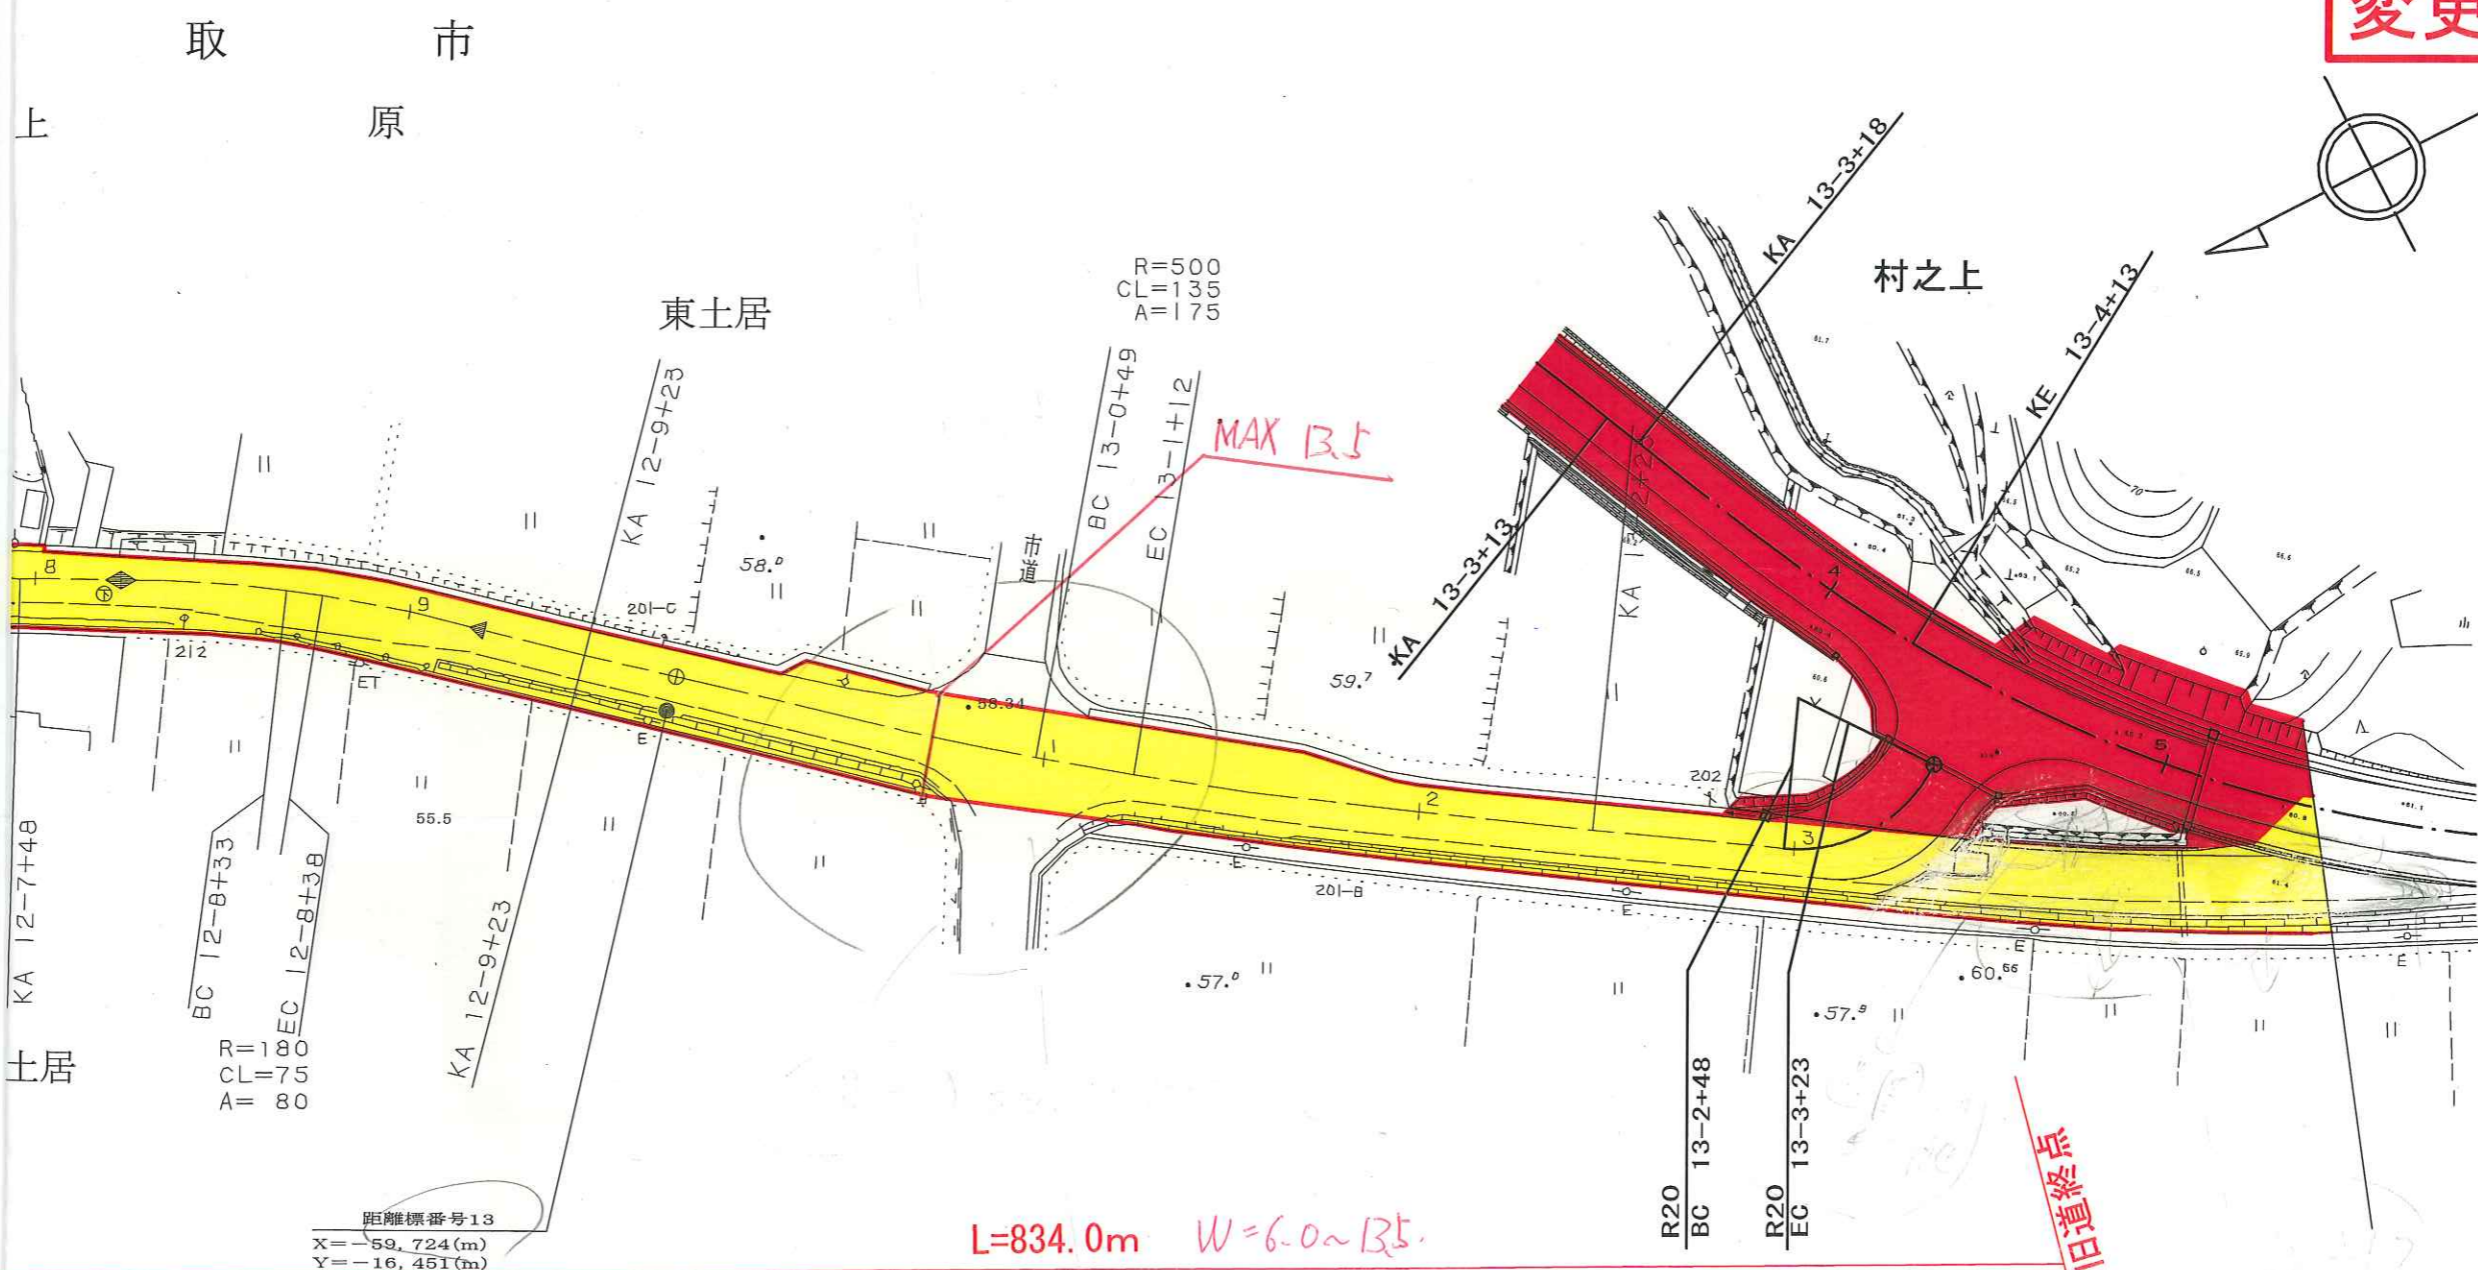 変更
取 市
上 原
東土居
村之上
R=500
CL=135
A=175
KA 13-3+18
KE 13-4+13
KA 12-9+23
BC 13-0+49
EC 13-1+12
MAX 13.5
KA 13-3+13
市道
58.0
59.7
201-C
58.34
8
9
1
2
3
4
5
202
212
ET
E
E
E
E
E
201-B
55.5
57.0
57.9
60.66
70
61.7
KA 12-7+48
BC 12-8+33
EC 12-8+38
R=180
CL=75
A= 80
KA 12-9+23
土居
R20
BC 13-2+48
R20
EC 13-3+23
旧道終点
距離標番号13
X=-59,724(m)
Y=-16,451(m)
L=834.0m W=6.0~13.5.